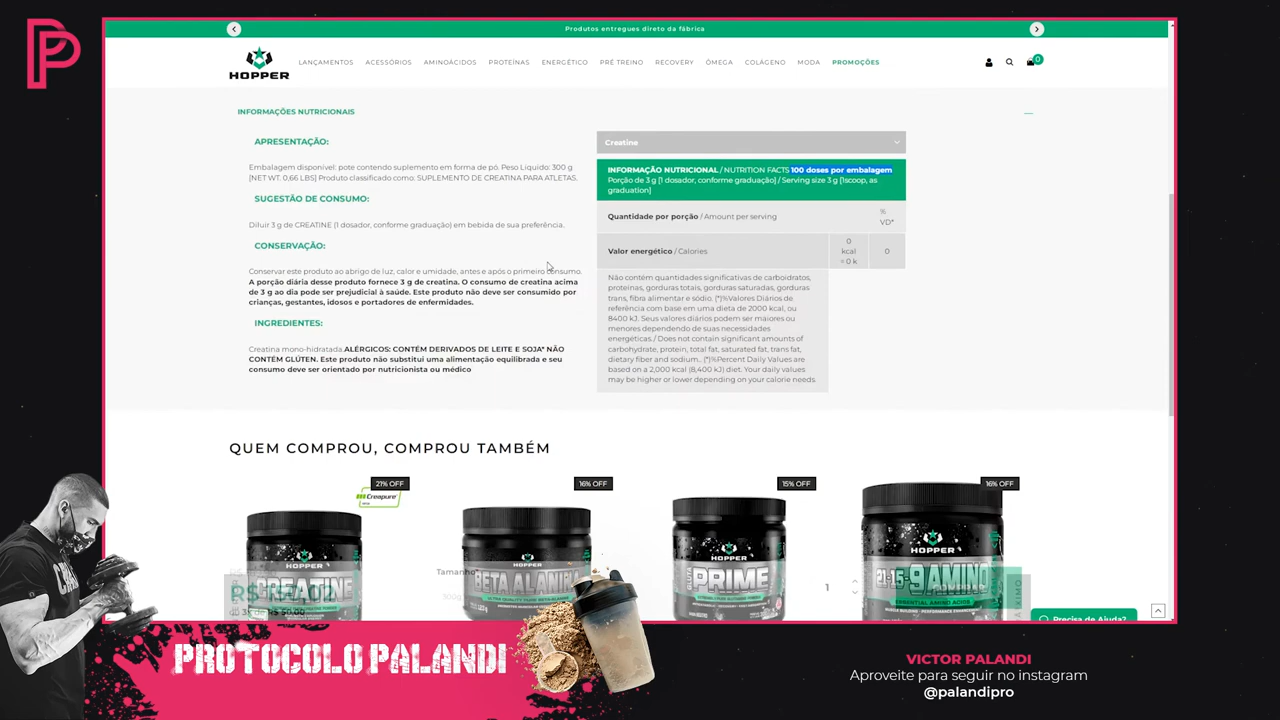 Produtos entregues direto da fábrica
HOPPER
LANÇAMENTOS ACESSÓRIOS AMINOÁCIDOS PROTEÍNAS ENERGÉTICO PRÉ TREINO RECOVERY ÔMEGA COLÁGENO MODA PROMOÇÕES
0
INFORMAÇÕES NUTRICIONAIS
APRESENTAÇÃO:
Embalagem disponível: pote contendo suplemento em forma de pó. Peso Liquido: 300 g
[NET WT. 0,66 LBS] Produto classificado como: SUPLEMENTO DE CREATINA PARA ATLETAS.
SUGESTÃO DE CONSUMO:
Diluir 3 g de CREATINE (1 dosador, conforme graduação) em bebida de sua preferência.
CONSERVAÇÃO:
Conservar este produto ao abrigo de luz, calor e umidade, antes e após o primeiro consumo.
A porção diária desse produto fornece 3 g de creatina. O consumo de creatina acima
de 3 g ao dia pode ser prejudicial à saúde. Este produto não deve ser consumido por
crianças, gestantes, idosos e portadores de enfermidades.
INGREDIENTES:
Creatina mono-hidratada. ALÉRGICOS: CONTÉM DERIVADOS DE LEITE E SOJA* NÃO
CONTÉM GLÚTEN. Este produto não substitui uma alimentação equilibrada e seu
consumo deve ser orientado por nutricionista ou médico
Creatine
INFORMAÇÃO NUTRICIONAL / NUTRITION FACTS 100 doses por embalagem
Porção de 3 g [1 dosador, conforme graduação] / Serving size 3 g [1scoop, as
graduation]
Quantidade por porção / Amount per serving
%
VD*
Valor energético / Calories
0
kcal
= 0 k
0
Não contém quantidades significativas de carboidratos,
proteínas, gorduras totais, gorduras saturadas, gorduras
trans, fibra alimentar e sódio. (*)%Valores Diários de
referência com base em uma dieta de 2000 kcal, ou
8400 kJ. Seus valores diários podem ser maiores ou
menores dependendo de suas necessidades
energéticas./ Does not contain significant amounts of
carbohydrate, protein, total fat, saturated fat, trans fat,
dietary fiber and sodium.. (*)%Percent Daily Values are
based on a 2,000 kcal (8,400 kJ) diet. Your daily values
may be higher or lower depending on your calorie needs.
QUEM COMPROU, COMPROU TAMBÉM
21% OFF
16% OFF
15% OFF
16% OFF
Creapure
HOPPER
CREATINE
HOPPER
BETA ALANINE
HOPPER
PRIME
HOPPER
Tamanho
1
Precisa de Ajuda?
PROTOCOLO PALANDI
VICTOR PALANDI
Aproveite para seguir no instagram
@palandipro